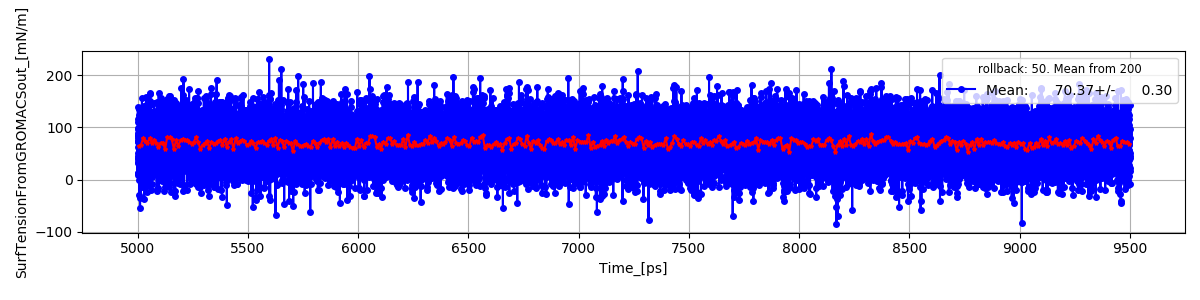 SurfTensionFromGROMACSout_[mN/m]
200
100
0
−100
rollback: 50. Mean from 200
Mean: 70.37+/- 0.30
5000 5500 6000 6500 7000 7500 8000 8500 9000 9500
Time_[ps]